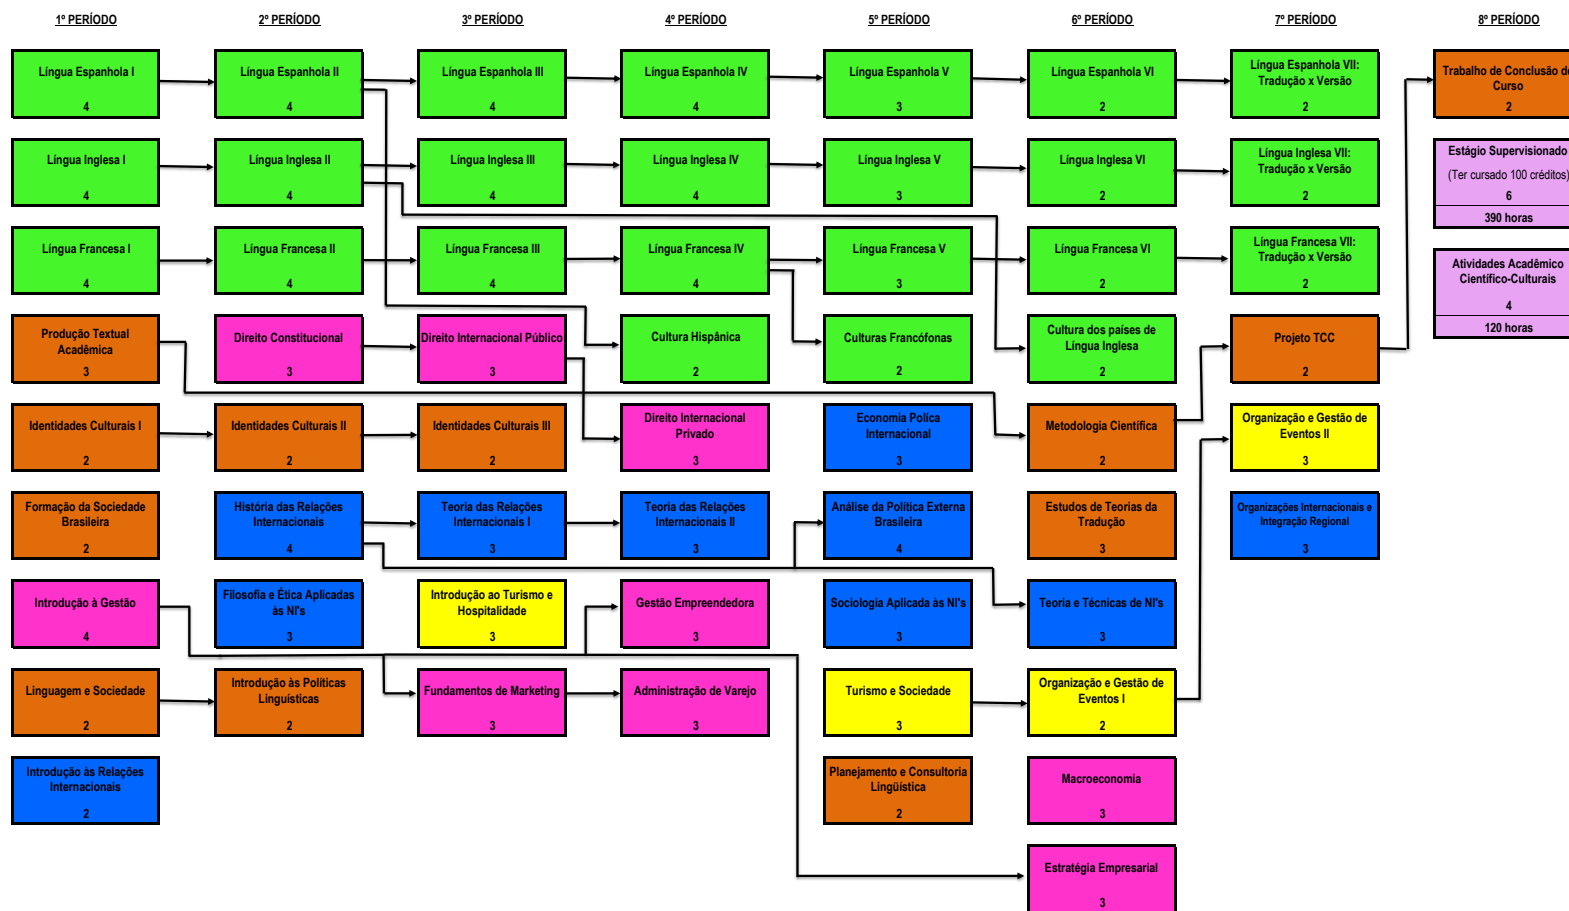 1º PERÍODO
2º PERÍODO
3º PERÍODO
4º PERÍODO
5º PERÍODO
6º PERÍODO
7º PERÍODO
8º PERÍODO
Língua Espanhola I
4
Língua Espanhola II
4
Língua Espanhola III
4
Língua Espanhola IV
4
Língua Espanhola V
3
Língua Espanhola VI
2
Língua Espanhola VII:
Tradução x Versão
2
Trabalho de Conclusão de
Curso
2
Língua Inglesa I
4
Língua Inglesa II
4
Língua Inglesa III
4
Língua Inglesa IV
4
Língua Inglesa V
3
Língua Inglesa VI
2
Língua Inglesa VII:
Tradução x Versão
2
Estágio Supervisionado
(Ter cursado 100 créditos)
6
390 horas
Língua Francesa I
4
Língua Francesa II
4
Língua Francesa III
4
Língua Francesa IV
4
Língua Francesa V
3
Língua Francesa VI
2
Língua Francesa VII:
Tradução x Versão
2
Atividades Acadêmico
Científico-Culturais
4
120 horas
Produção Textual
Acadêmica
3
Direito Constitucional
3
Direito Internacional Público
3
Cultura Hispânica
2
Culturas Francófonas
2
Cultura dos países de
Língua Inglesa
2
Projeto TCC
2
Identidades Culturais I
2
Identidades Culturais II
2
Identidades Culturais III
2
Direito Internacional
Privado
3
Economia Polica
Internacional
3
Metodologia Científica
2
Organização e Gestão de
Eventos II
3
Formação da Sociedade
Brasileira
2
História das Relações
Internacionais
4
Teoria das Relações
Internacionais I
3
Teoria das Relações
Internacionais II
3
Análise da Política Externa
Brasileira
4
Estudos de Teorias da
Tradução
3
Organizações Internacionais e
Integração Regional
3
Introdução à Gestão
4
Filosofia e Ética Aplicadas
às NI's
3
Introdução ao Turismo e
Hospitalidade
3
Gestão Empreendedora
3
Sociologia Aplicada às NI's
3
Teoria e Técnicas de NI's
3
Linguagem e Sociedade
2
Introdução às Políticas
Linguísticas
2
Fundamentos de Marketing
3
Administração de Varejo
3
Turismo e Sociedade
3
Organização e Gestão de
Eventos I
2
Introdução às Relações
Internacionais
2
Planejamento e Consultoria
Lingüística
2
Macroeconomia
3
Estratégia Empresarial
3